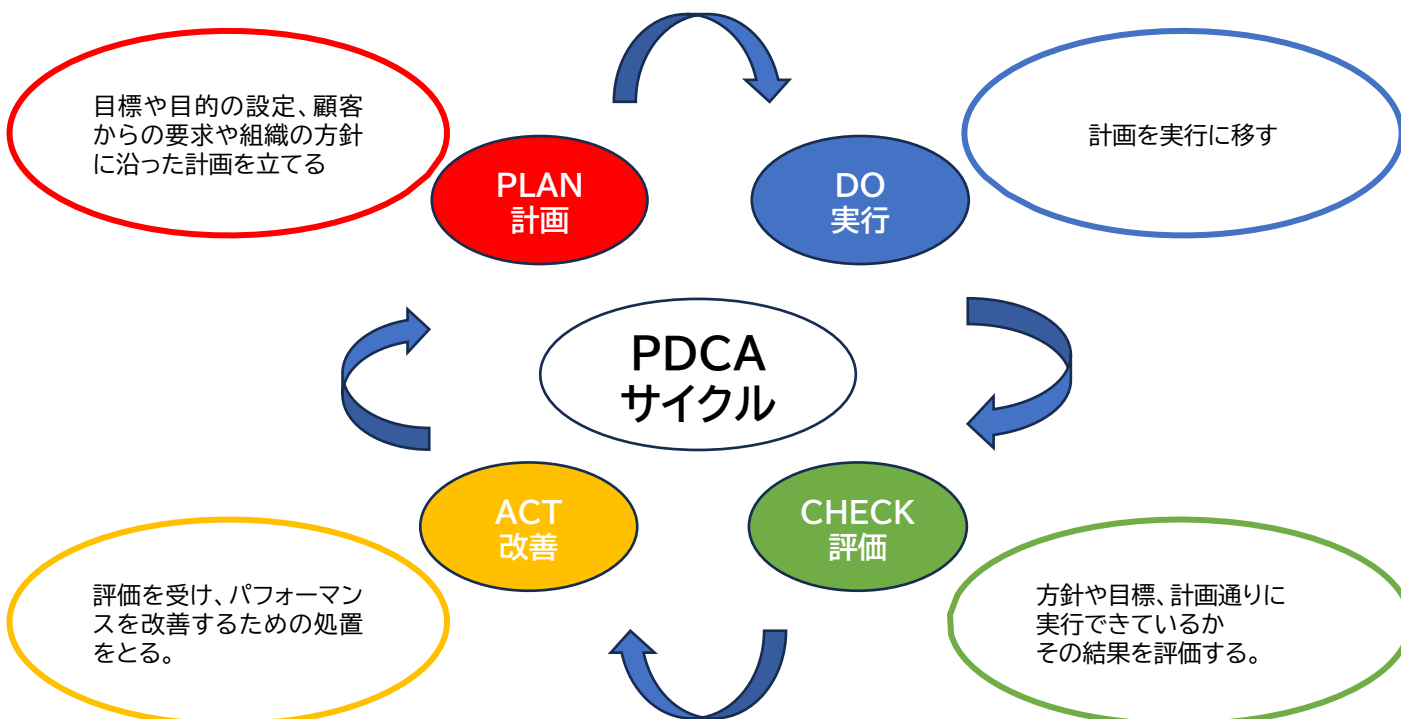 目標や目的の設定、顧客
からの要求や組織の方針
に沿った計画を立てる
PLAN
計画
DO
実行
計画を実行に移す
PDCA
サイクル
ACT
改善
CHECK
評価
評価を受け、パフォーマン
スを改善するための処置
をとる。
方針や目標、計画通りに
実行できているか
その結果を評価する。